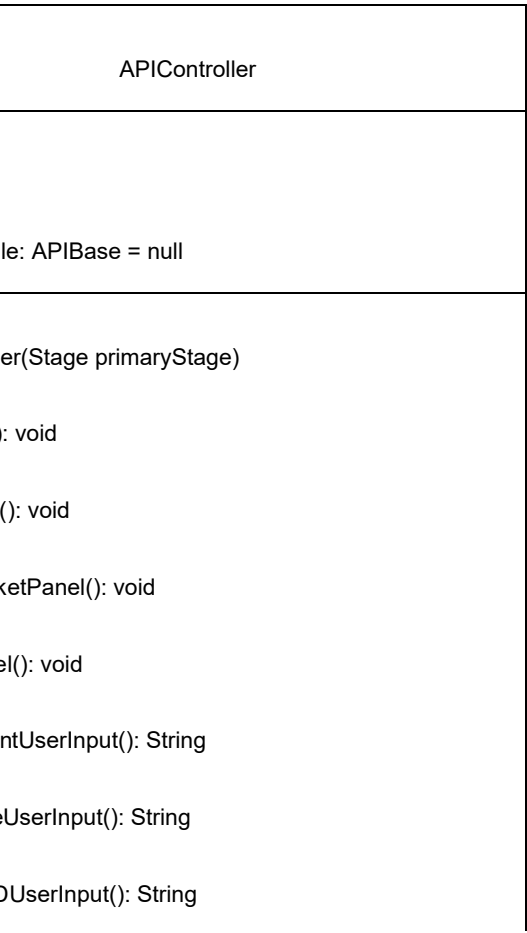 APIController
le: APIBase = null
er(Stage primaryStage)
): void
(): void
ketPanel(): void
el(): void
ntUserInput(): String
eUserInput(): String
DUserInput(): String